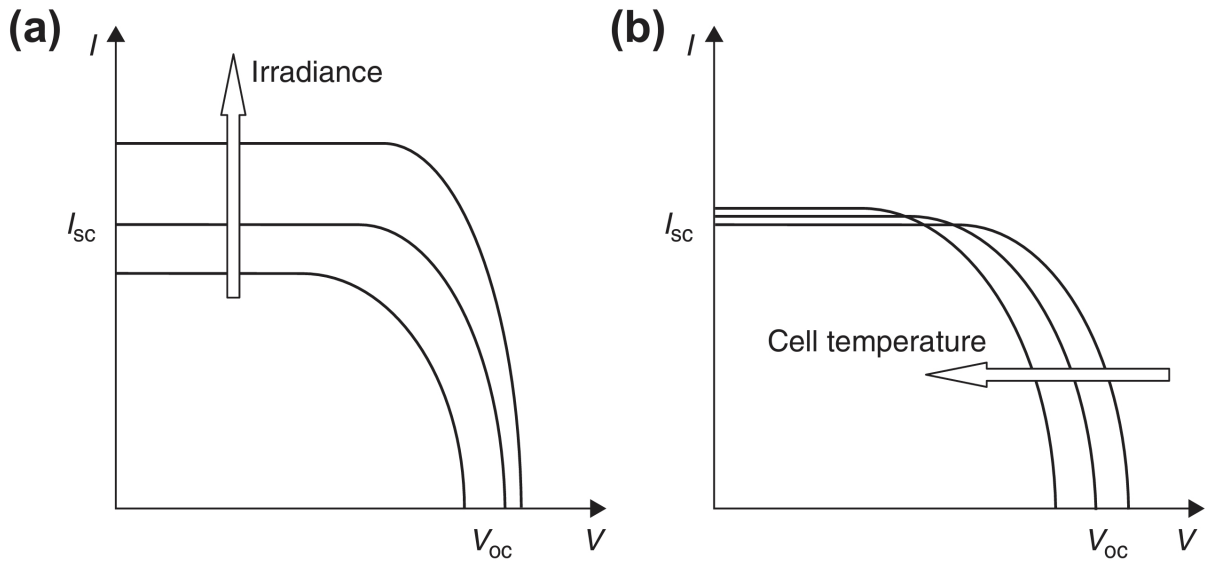 (a)
I
Irradiance
Isc
Voc
V
(b)
I
Isc
Cell temperature
Voc
V